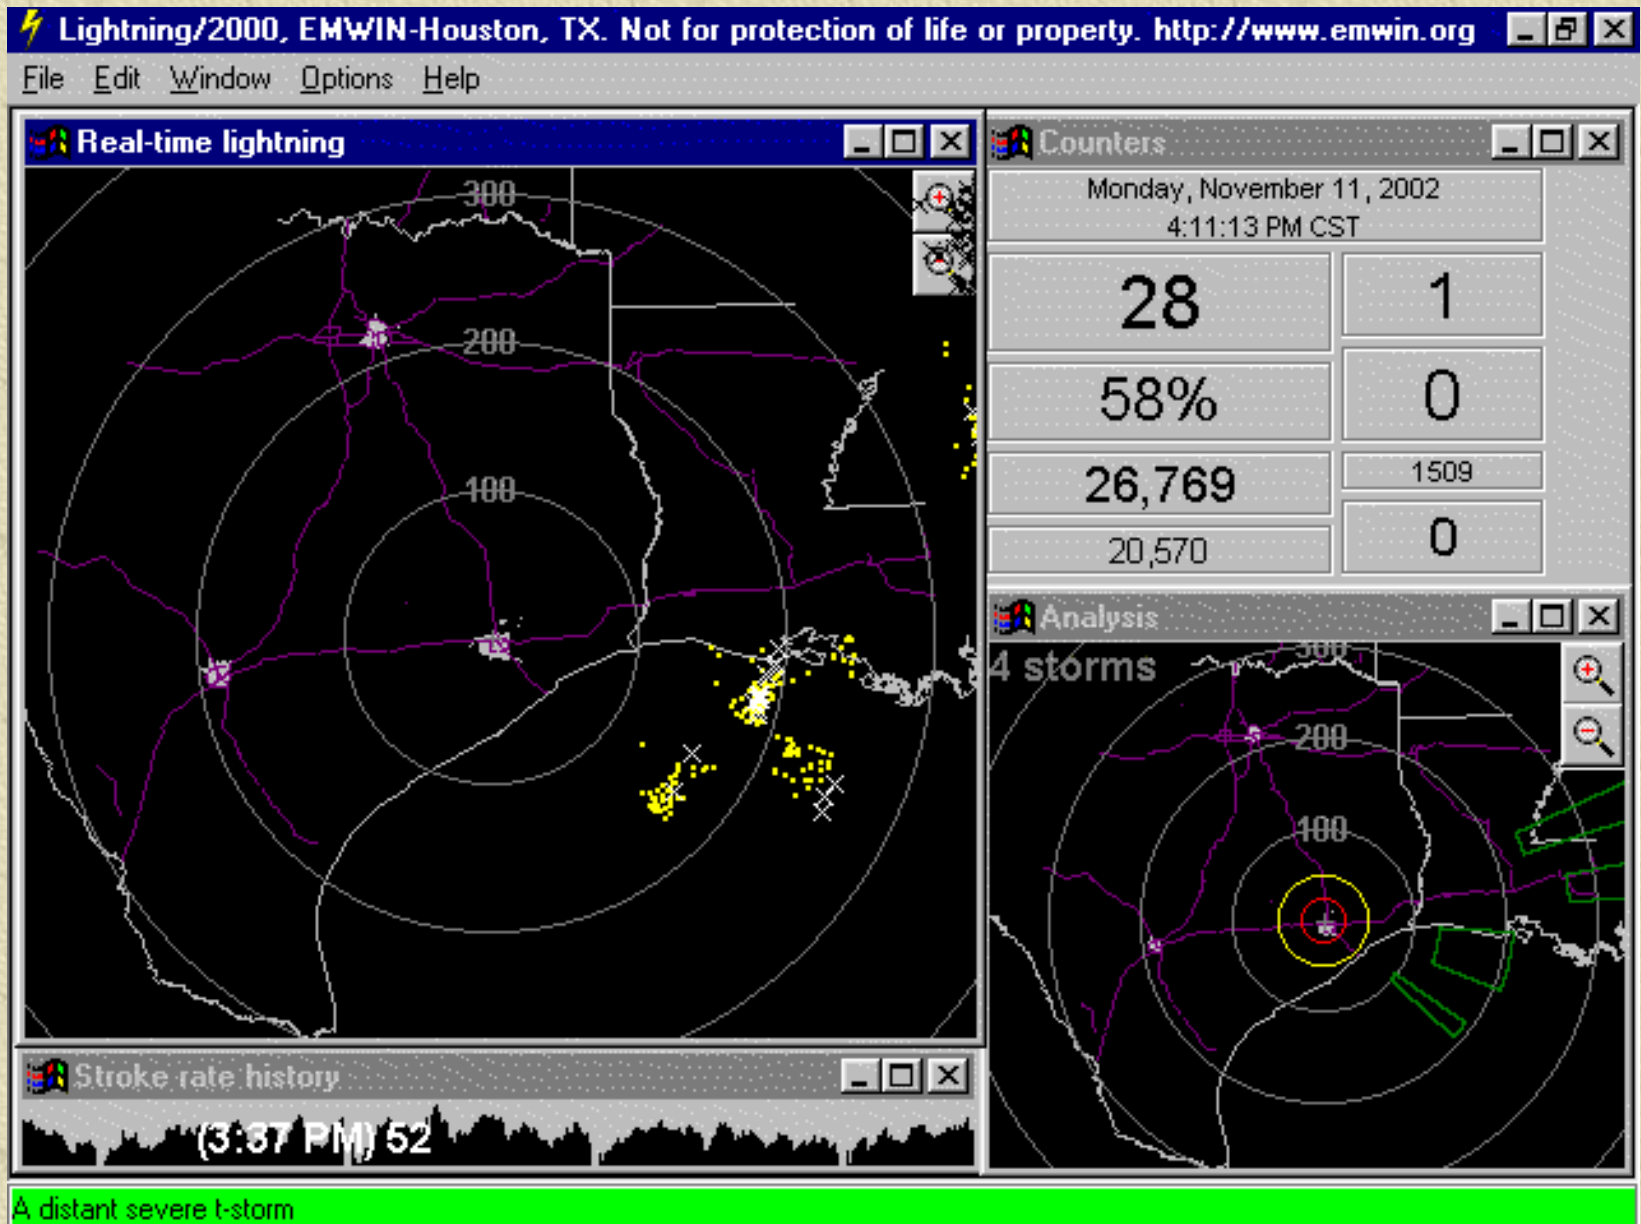 Lightning/2000, EMWIN-Houston, TX. Not for protection of life or property. http://www.emwin.org
File Edit Window Options Help
Real-time lightning
300
200
100
Counters
Monday, November 11, 2002
4:11:13 PM CST
28
1
58%
0
26,769
1509
20,570
0
Analysis
4 storms
300
200
100
Stroke rate history
(3:37 PM) 52
A distant severe t-storm